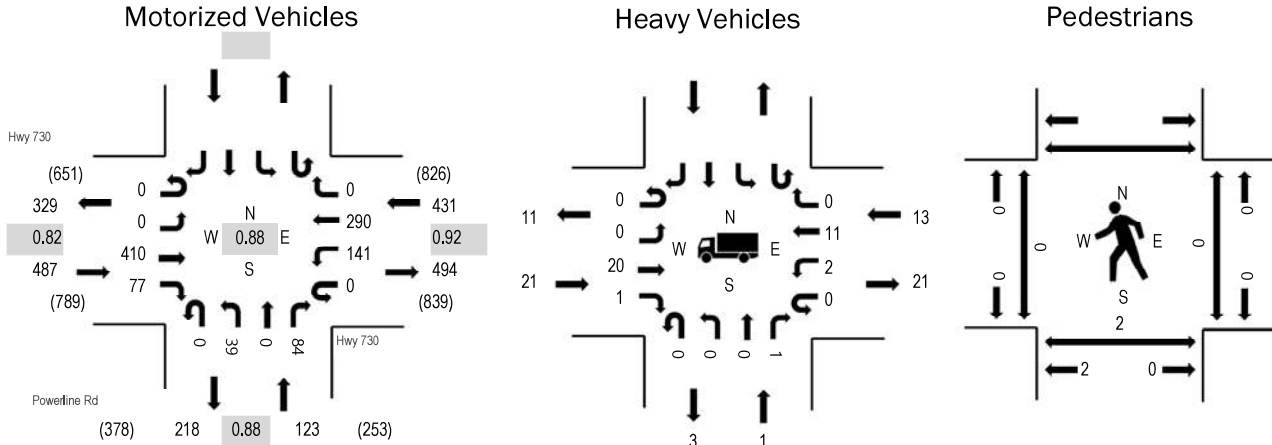 Motorized Vehicles
Heavy Vehicles
Pedestrians
Hwy 730
(651)
329
0.82
487
(789)
0
0
410
77
N
W 0.88 E
S
0
290
141
0
(826)
431
0.92
494
(839)
0
39
0
84
Hwy 730
Powerline Rd
(378) 218 0.88 123 (253)
11
21
0
0
20
1
N
W E
S
0
11
2
0
13
21
0
0
0
1
3 1
0
0
0
N
W E
S
0
0
0
2
2 0